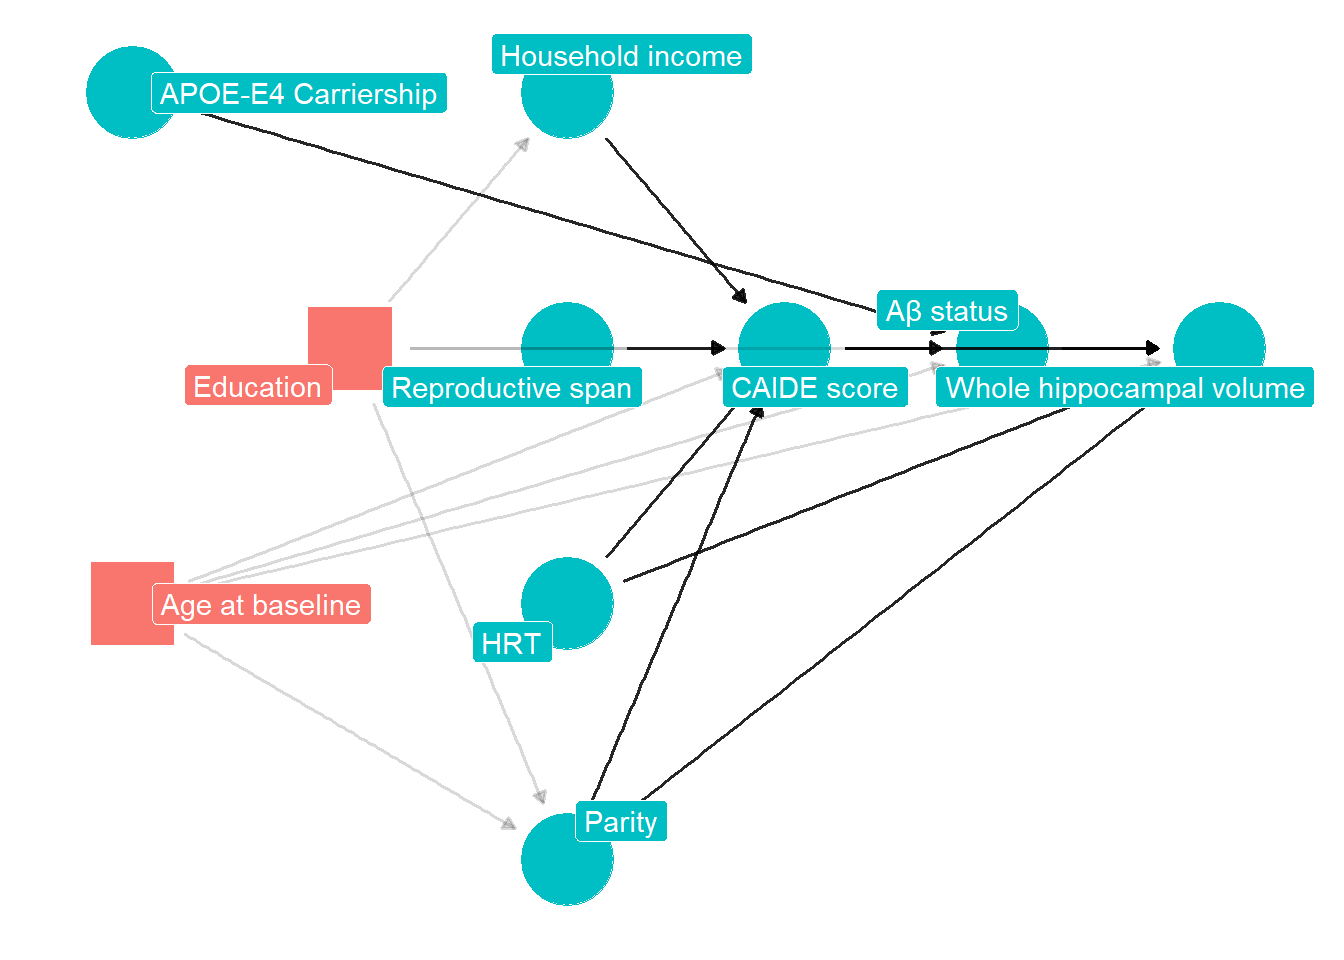 Household income
APOE-E4 Carriership
Aβ status
Education
Reproductive span
CAIDE score
Whole hippocampal volume
Age at baseline
HRT
Parity